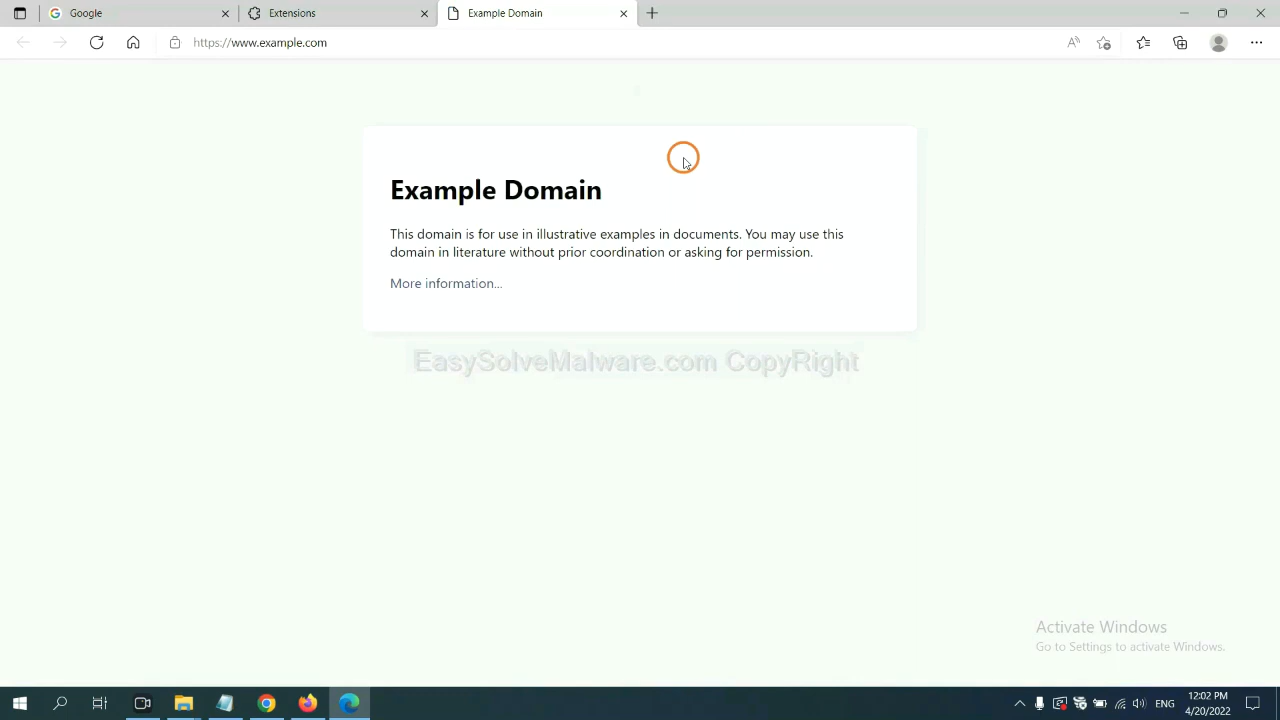 Google
Extensions
Example Domain
https://www.example.com
Example Domain
This domain is for use in illustrative examples in documents. You may use this
domain in literature without prior coordination or asking for permission.
More information...
EasySolveMalware.com CopyRight
Activate Windows
Go to Settings to activate Windows.
ENG
12:02 PM
4/20/2022